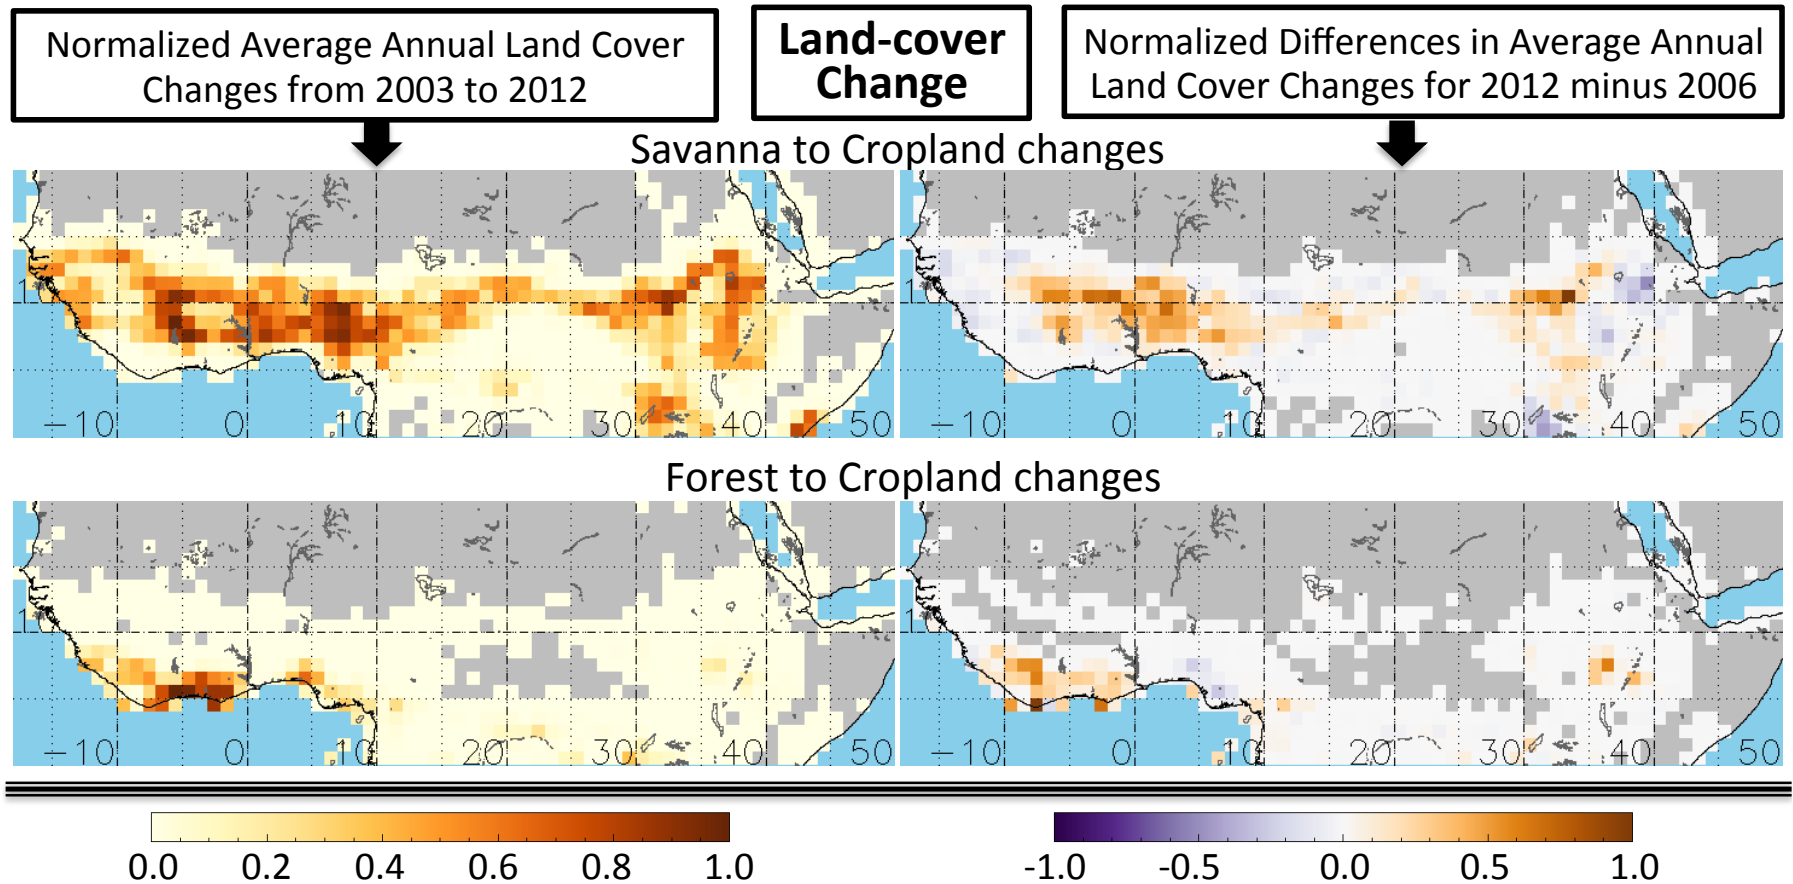 Normalized Average Annual Land Cover
Changes from 2003 to 2012
Land-cover
Change
Normalized Differences in Average Annual
Land Cover Changes for 2012 minus 2006
Savanna to Cropland changes
1
-10 0 10 20 30 40 50
1
-10 0 10 20 30 40 50
Forest to Cropland changes
1
-10 0 10 20 30 40 50
1
-10 0 10 20 30 40 50
0.0 0.2 0.4 0.6 0.8 1.0
-1.0 -0.5 0.0 0.5 1.0